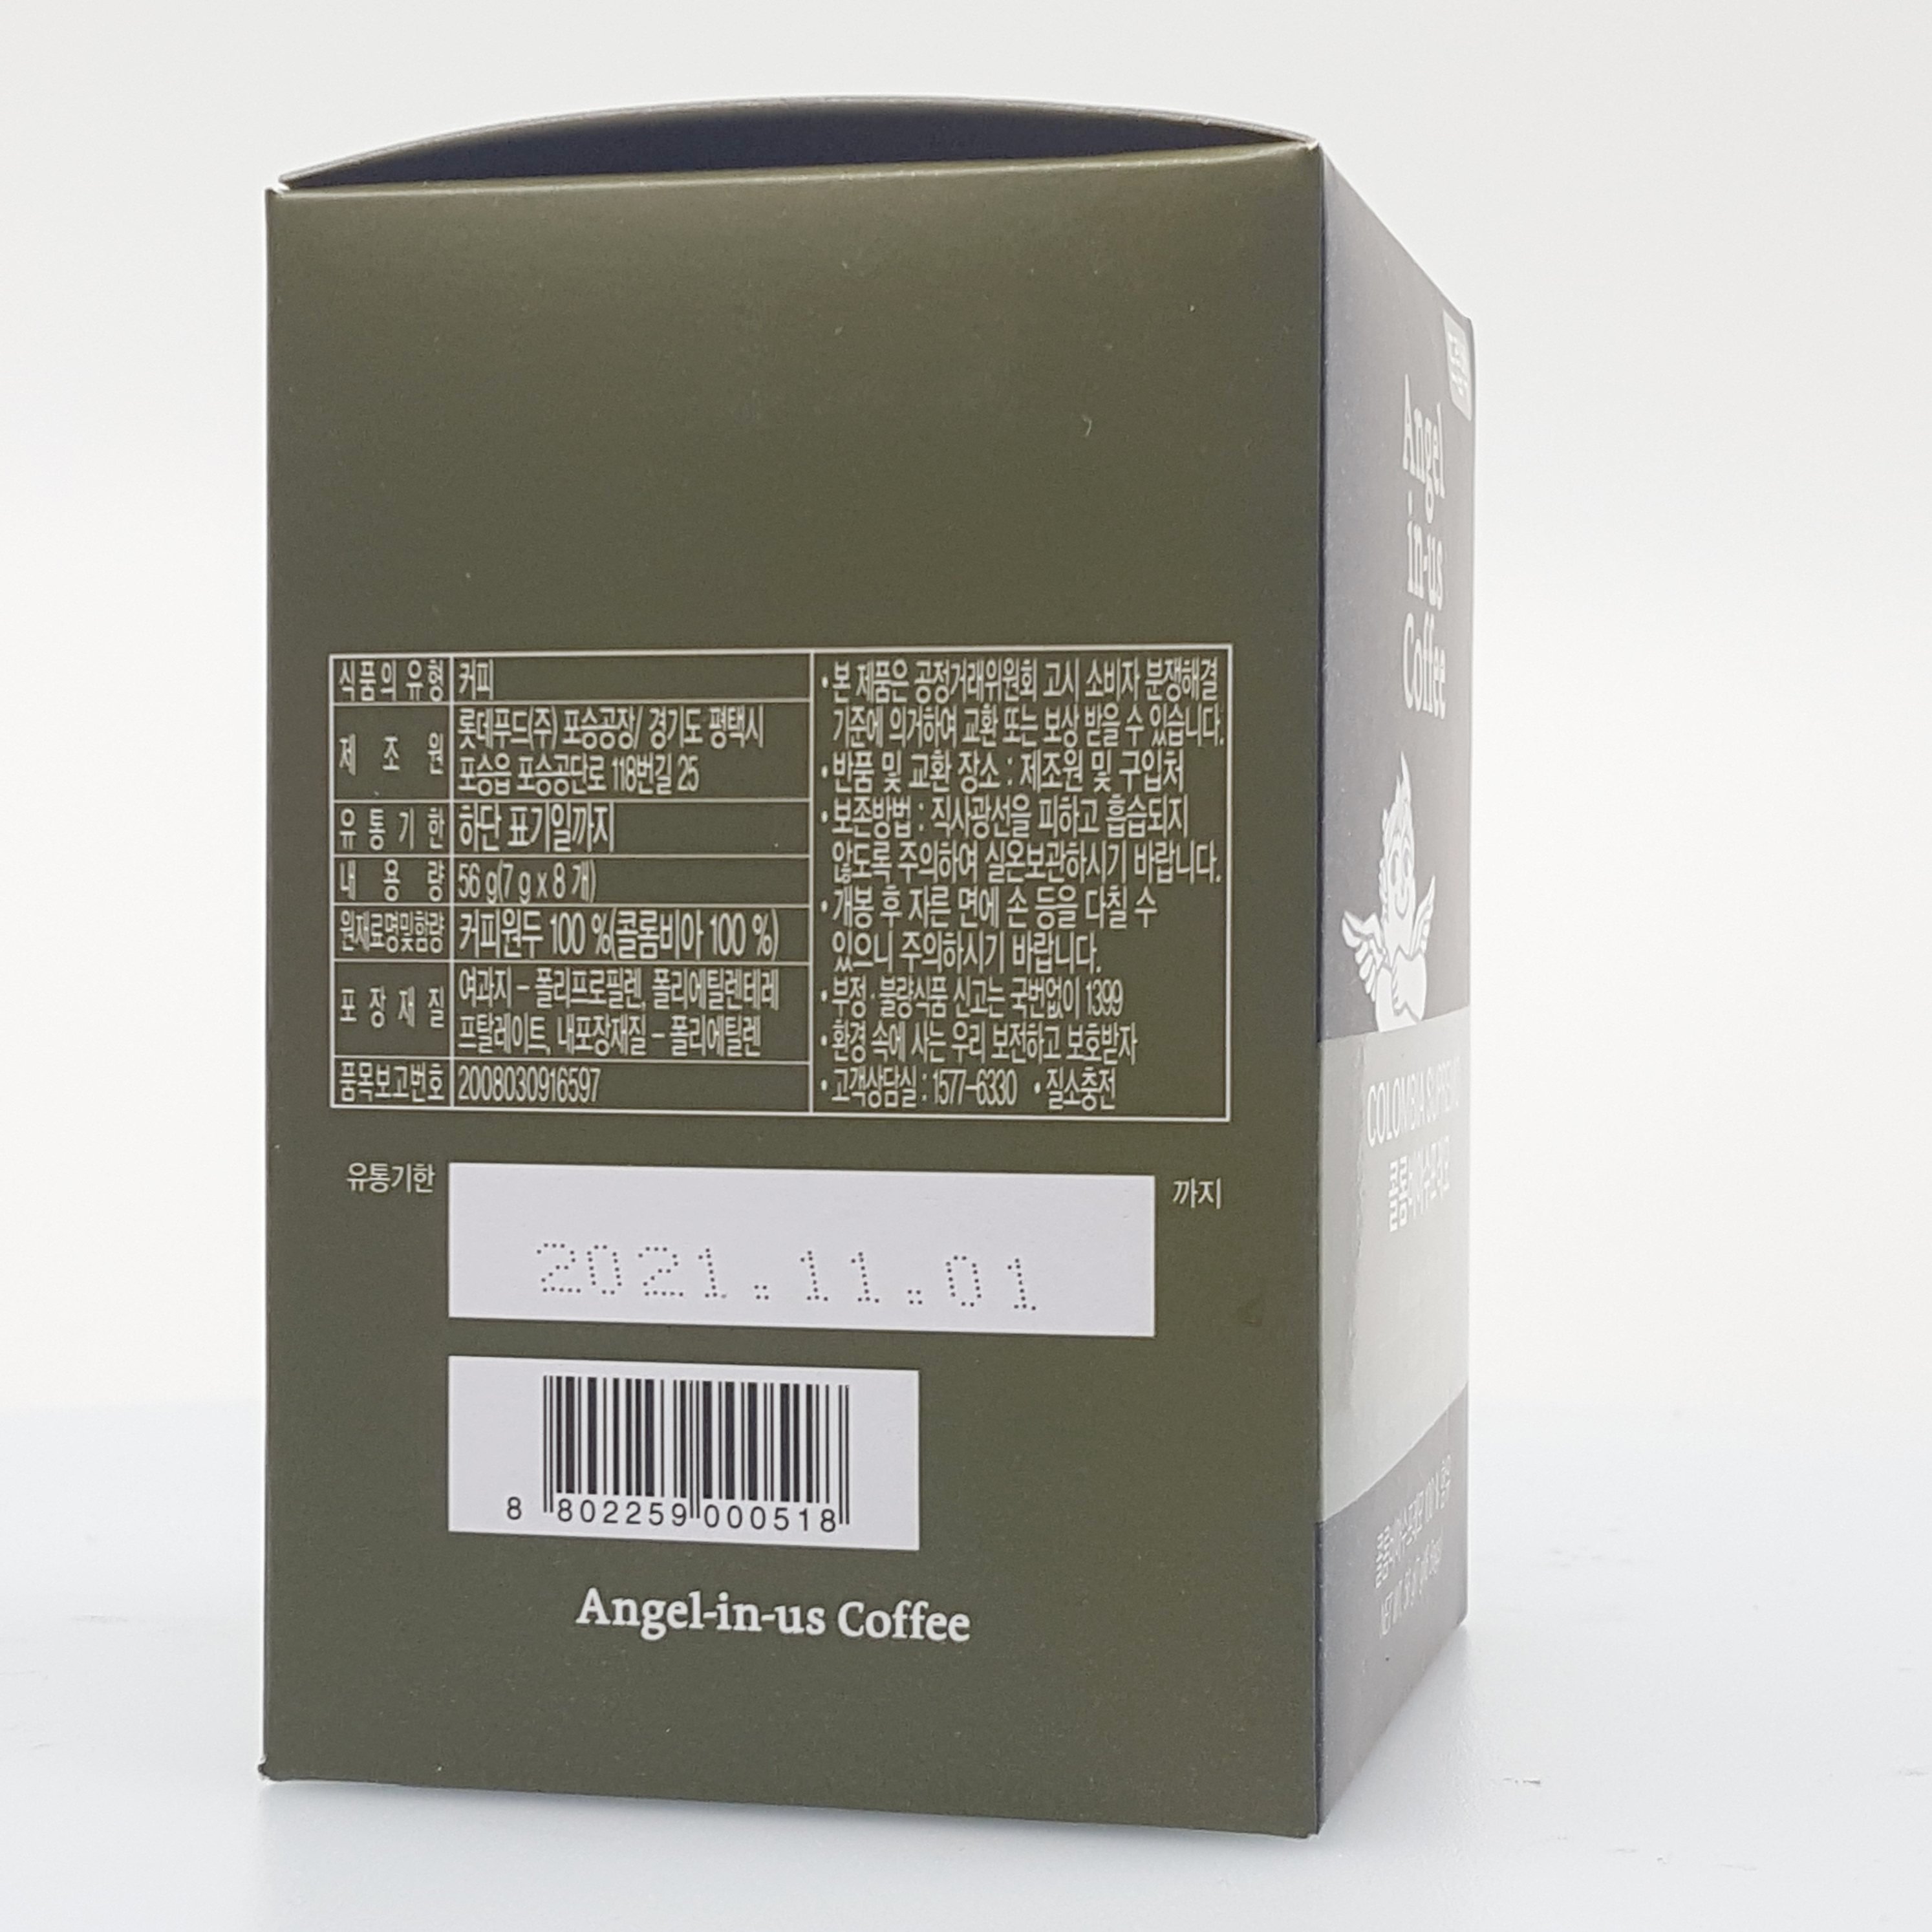 식품의 유형 커피
제 조 원 롯데푸드(주) 포승공장/ 경기도 평택시
포승읍 포승공단로 118번길 25
유 통 기 한 하단 표기일까지
내 용 량 56 g(7 g x 8 개)
원재료명및함량 커피원두 100 %(콜롬비아 100 %)
포 장 재 질 여과지 – 폴리프로필렌, 폴리에틸렌테레
프탈레이트, 내포장재질 – 폴리에틸렌
품목보고번호 2008030916597
• 본 제품은 공정거래위원회 고시 소비자 분쟁해결
기준에 의거하여 교환 또는 보상 받을 수 있습니다.
• 반품 및 교환 장소 : 제조원 및 구입처
• 보존방법 : 직사광선을 피하고 흡습되지
않도록 주의하여 실온보관하시기 바랍니다.
• 개봉 후 자른 면에 손 등을 다칠 수
있으니 주의하시기 바랍니다.
• 부정 · 불량식품 신고는 국번없이 1399
• 환경 속에 사는 우리 보전하고 보호받자
• 고객상담실 : 1577–6330 • 질소충전
유통기한
2021.11.01
까지
8 802259 000518
Angel-in-us Coffee
Angel
in-us
Coffee
COLOMBIA SUPREMO
콜롬비아 수프레모